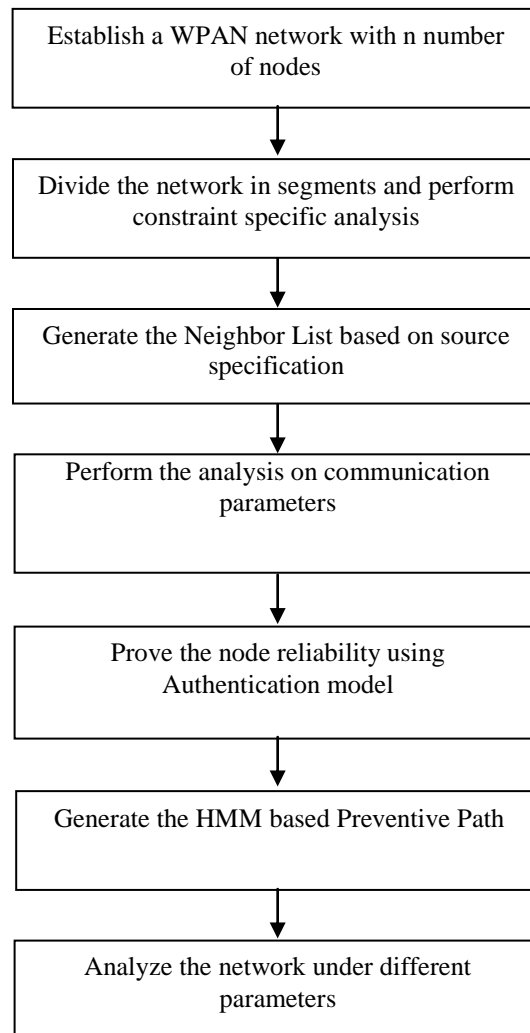 Establish a WPAN network with n number
of nodes
Divide the network in segments and perform
constraint specific analysis
Generate the Neighbor List based on source
specification
Perform the analysis on communication
parameters
Prove the node reliability using
Authentication model
Generate the HMM based Preventive Path
Analyze the network under different
parameters